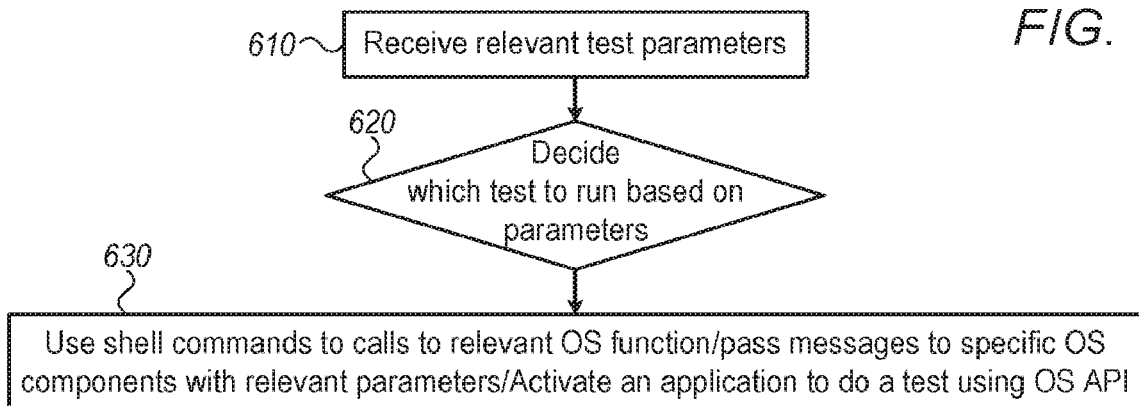 FIG.
610
Receive relevant test parameters
620
Decide
which test to run based on
parameters
630
Use shell commands to calls to relevant OS function/pass messages to specific OS
components with relevant parameters/Activate an application to do a test using OS API